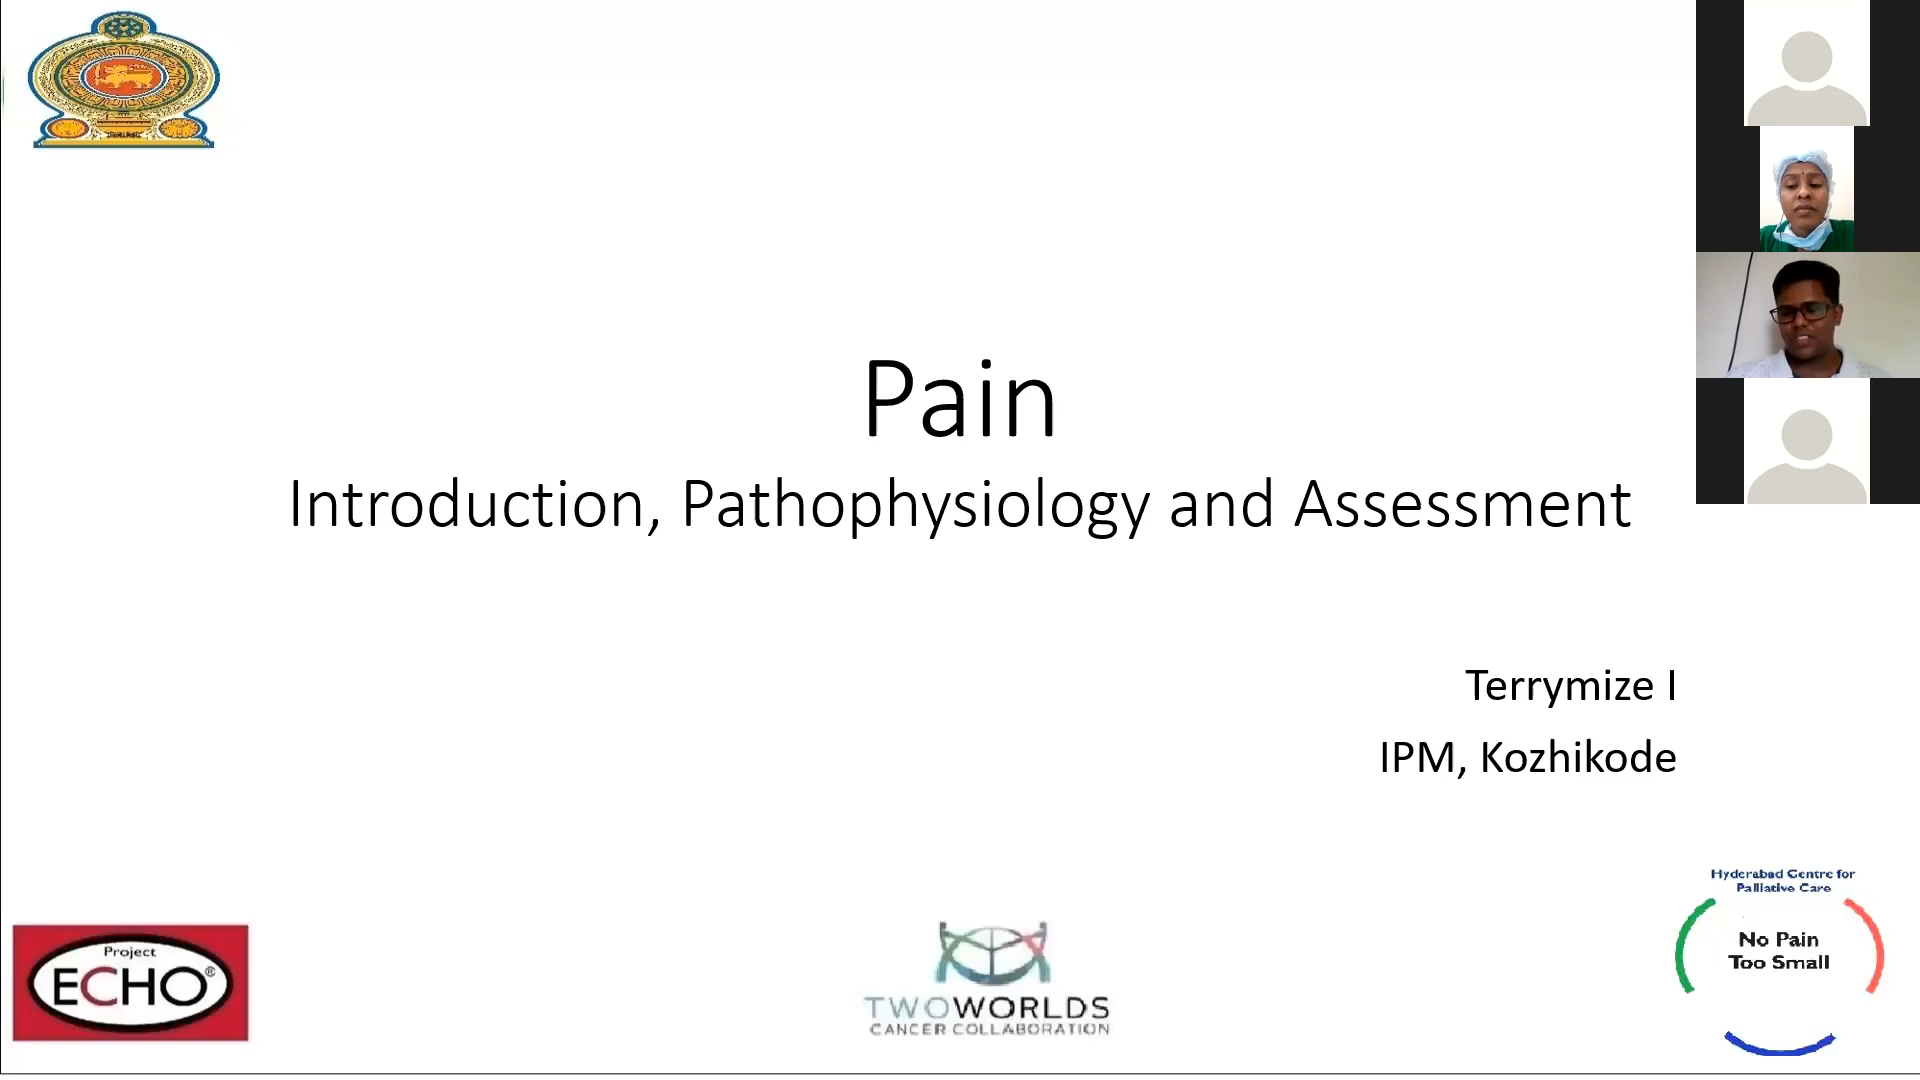 Pain
Introduction, Pathophysiology and Assessment
Terrymize I
IPM, Kozhikode
Project
ECHO®
TWOWORLDS
CANCER COLLABORATION
Hyderabad Centre for
Palliative Care
No Pain
Too Small